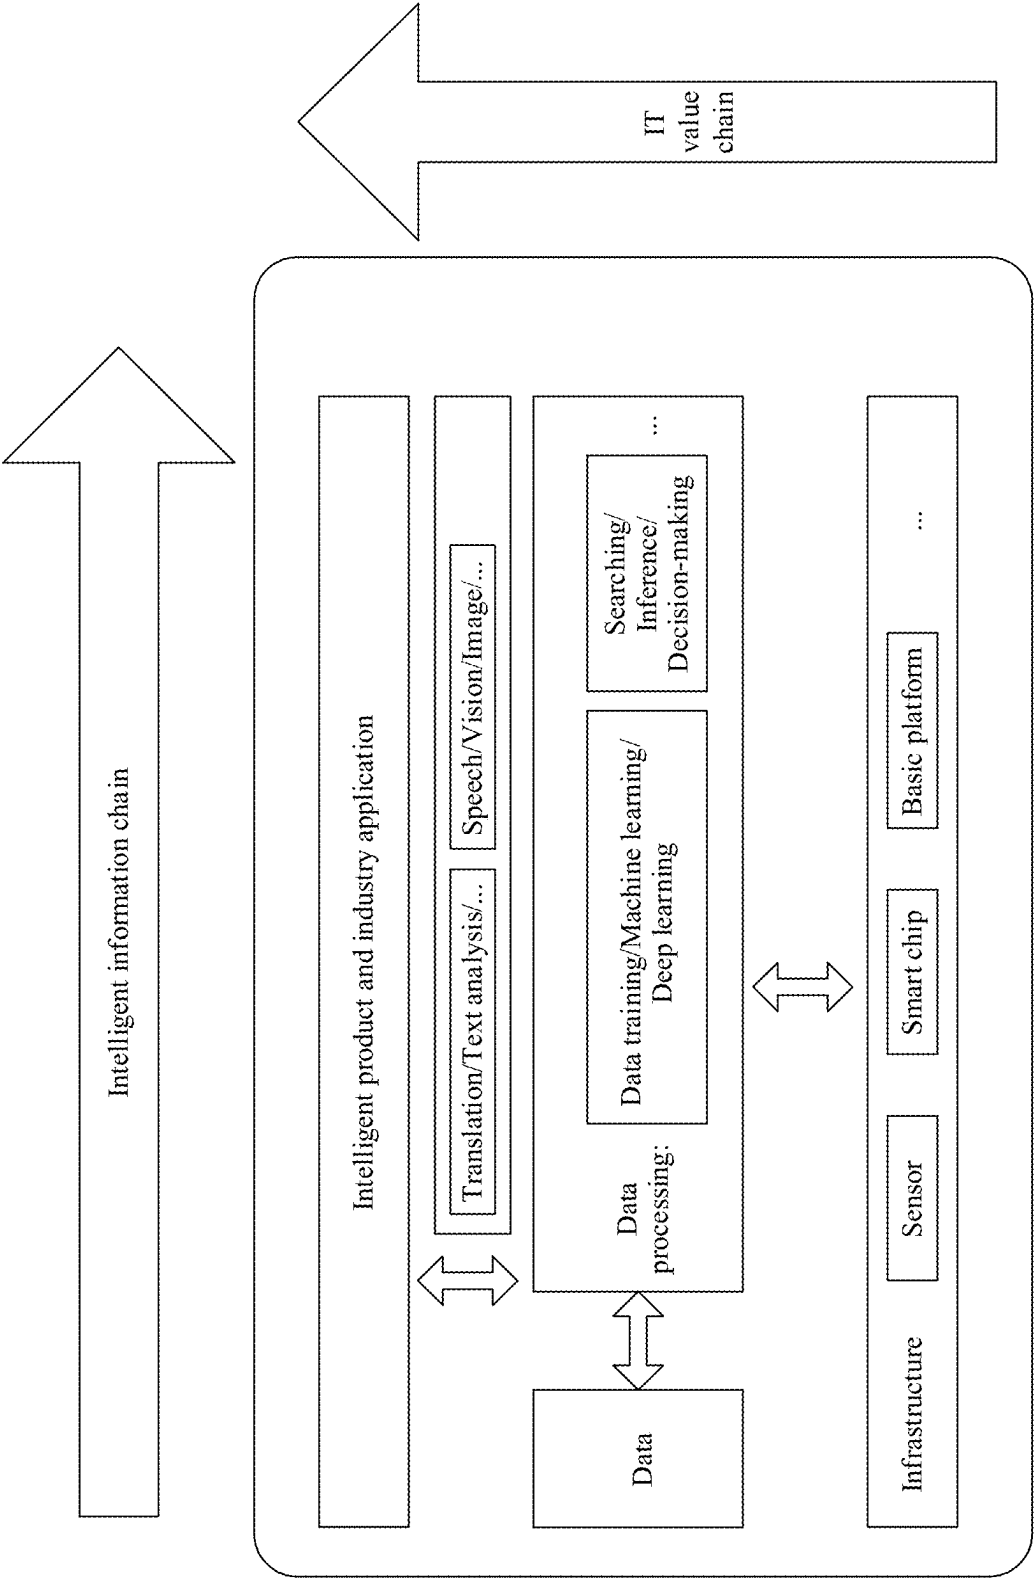 Intelligent information chain
Intelligent product and industry application
Translation/Text analysis/...
Speech/Vision/Image/...
Data
Data
processing:
Data training/Machine learning/
Deep learning
Searching/
Inference/
Decision-making
...
Infrastructure
Sensor
Smart chip
Basic platform
...
IT
value
chain